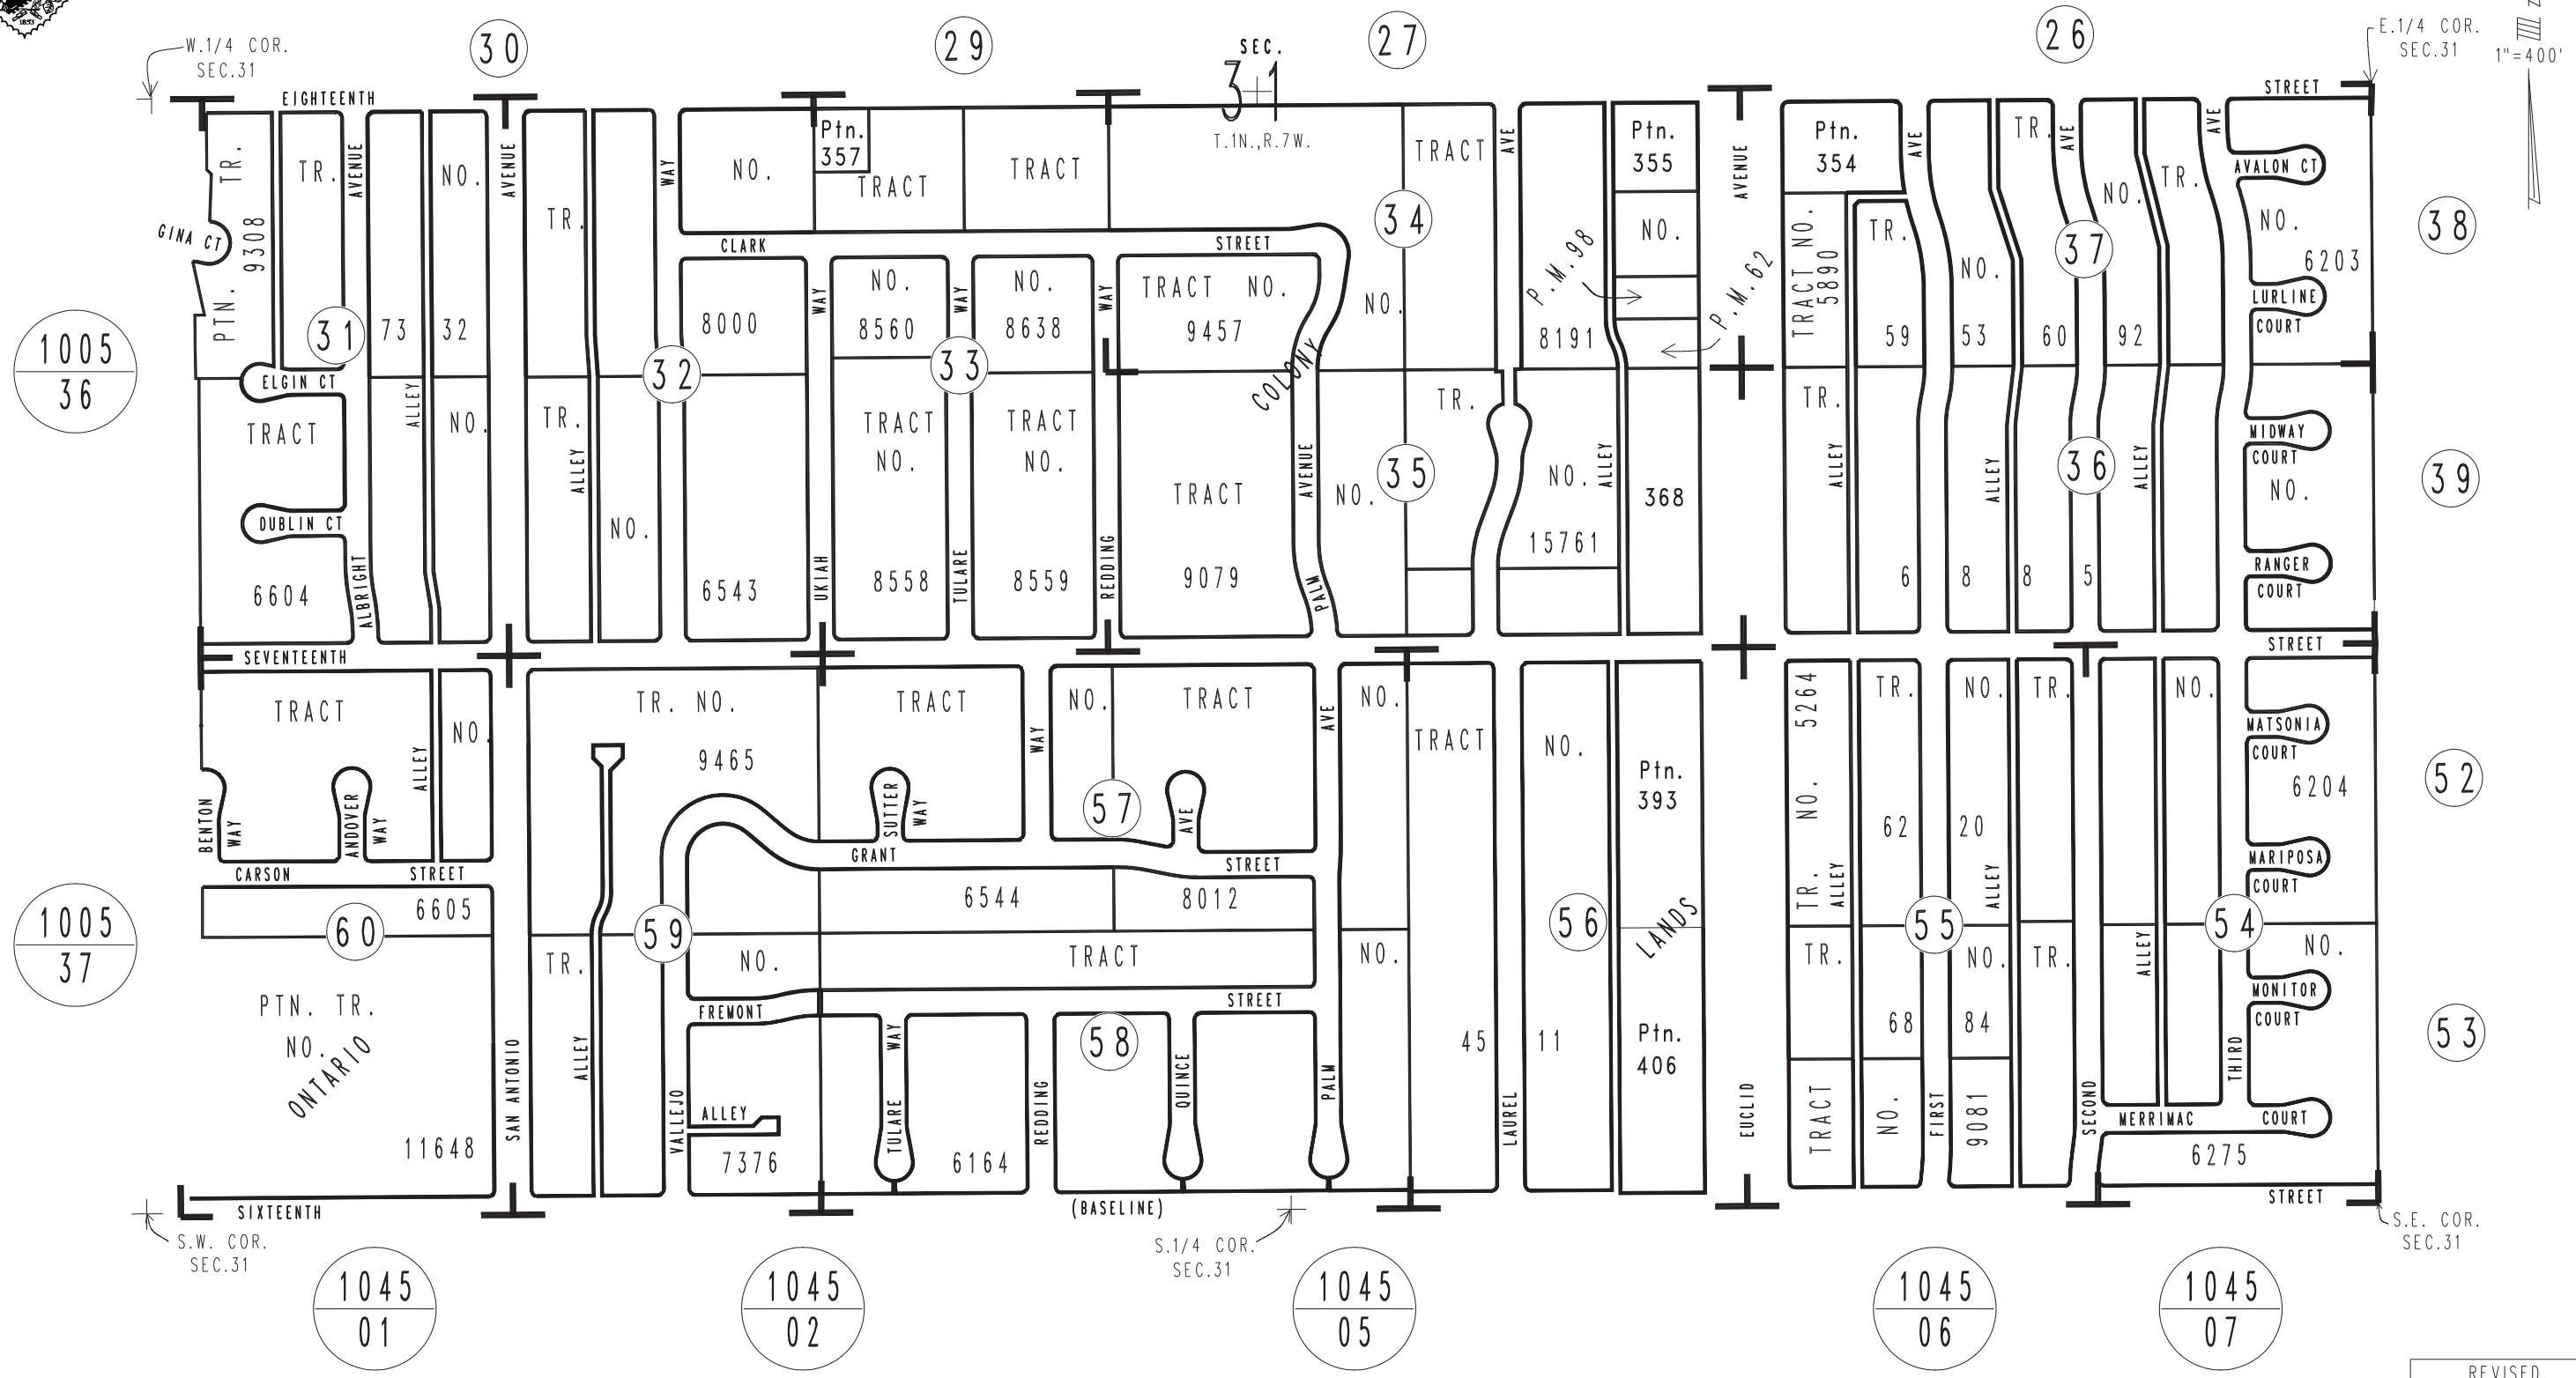 1853
W.1/4 COR.
SEC.31
30
29
SEC.
31
T.1N.,R.7W.
27
26
E.1/4 COR.
SEC.31
1"=400'
EIGHTEENTH
STREET
PTN. TR.
9308
TR.
AVENUE
NO.
AVENUE
TR.
WAY
NO.
Ptn.
357
TRACT
TRACT
TRACT
AVE
Ptn.
355
AVENUE
Ptn.
354
AVE
TR.
AVE
NO.
TR.
AVE
AVALON CT
GINA CT
CLARK
STREET
34
NO.
TRACT NO.
5890
TR.
NO.
37
NO.
6203
38
P.M.98
P.M.62
1005
36
31
73
32
32
8000
WAY
NO.
8560
WAY
NO.
8638
WAY
TRACT NO.
9457
NO.
8191
59
53
60
92
LURLINE
COURT
33
COLONY
ELGIN CT
ALLEY
TRACT
NO.
TR.
ALLEY
NO.
TRACT
NO.
TRACT
NO.
TRACT
AVENUE
NO.
35
TR.
NO.
ALLEY
368
TR.
ALLEY
ALLEY
36
ALLEY
MIDWAY
COURT
NO.
39
DUBLIN CT
6604
ALBRIGHT
6543
UKIAH
8558
TULARE
8559
REDDING
9079
PALM
15761
6
8
8
5
RANGER
COURT
SEVENTEENTH
STREET
TRACT
NO.
ALLEY
TR. NO.
9465
TRACT
WAY
NO.
TRACT
AVE
NO.
TRACT
NO.
Ptn.
393
TR. NO. 5264
ALLEY
TR.
NO.
TR.
NO.
62
20
ALLEY
MATSONIA
COURT
6204
52
BENTON
WAY
ANDOVER
WAY
SUTTER
WAY
57
AVE
CARSON
STREET
GRANT
STREET
MARIPOSA
COURT
1005
37
60
6605
59
6544
8012
56
LANDS
55
54
TR.
NO.
TRACT
NO.
TR.
NO.
TR.
ALLEY
NO.
MONITOR
COURT
53
PTN. TR.
NO.
ONTARIO
11648
SAN ANTONIO
ALLEY
VALLEJO
FREMONT
STREET
WAY
58
45
11
Ptn.
406
68
84
ALLEY
7376
TULARE
6164
REDDING
QUINCE
PALM
LAUREL
EUCLID
TRACT
NO.
FIRST
9081
SECOND
THIRD
MERRIMAC
COURT
6275
SIXTEENTH
(BASELINE)
STREET
S.W. COR.
SEC.31
S.1/4 COR.
SEC.31
S.E. COR.
SEC.31
1045
01
1045
02
1045
05
1045
06
1045
07
REVISED